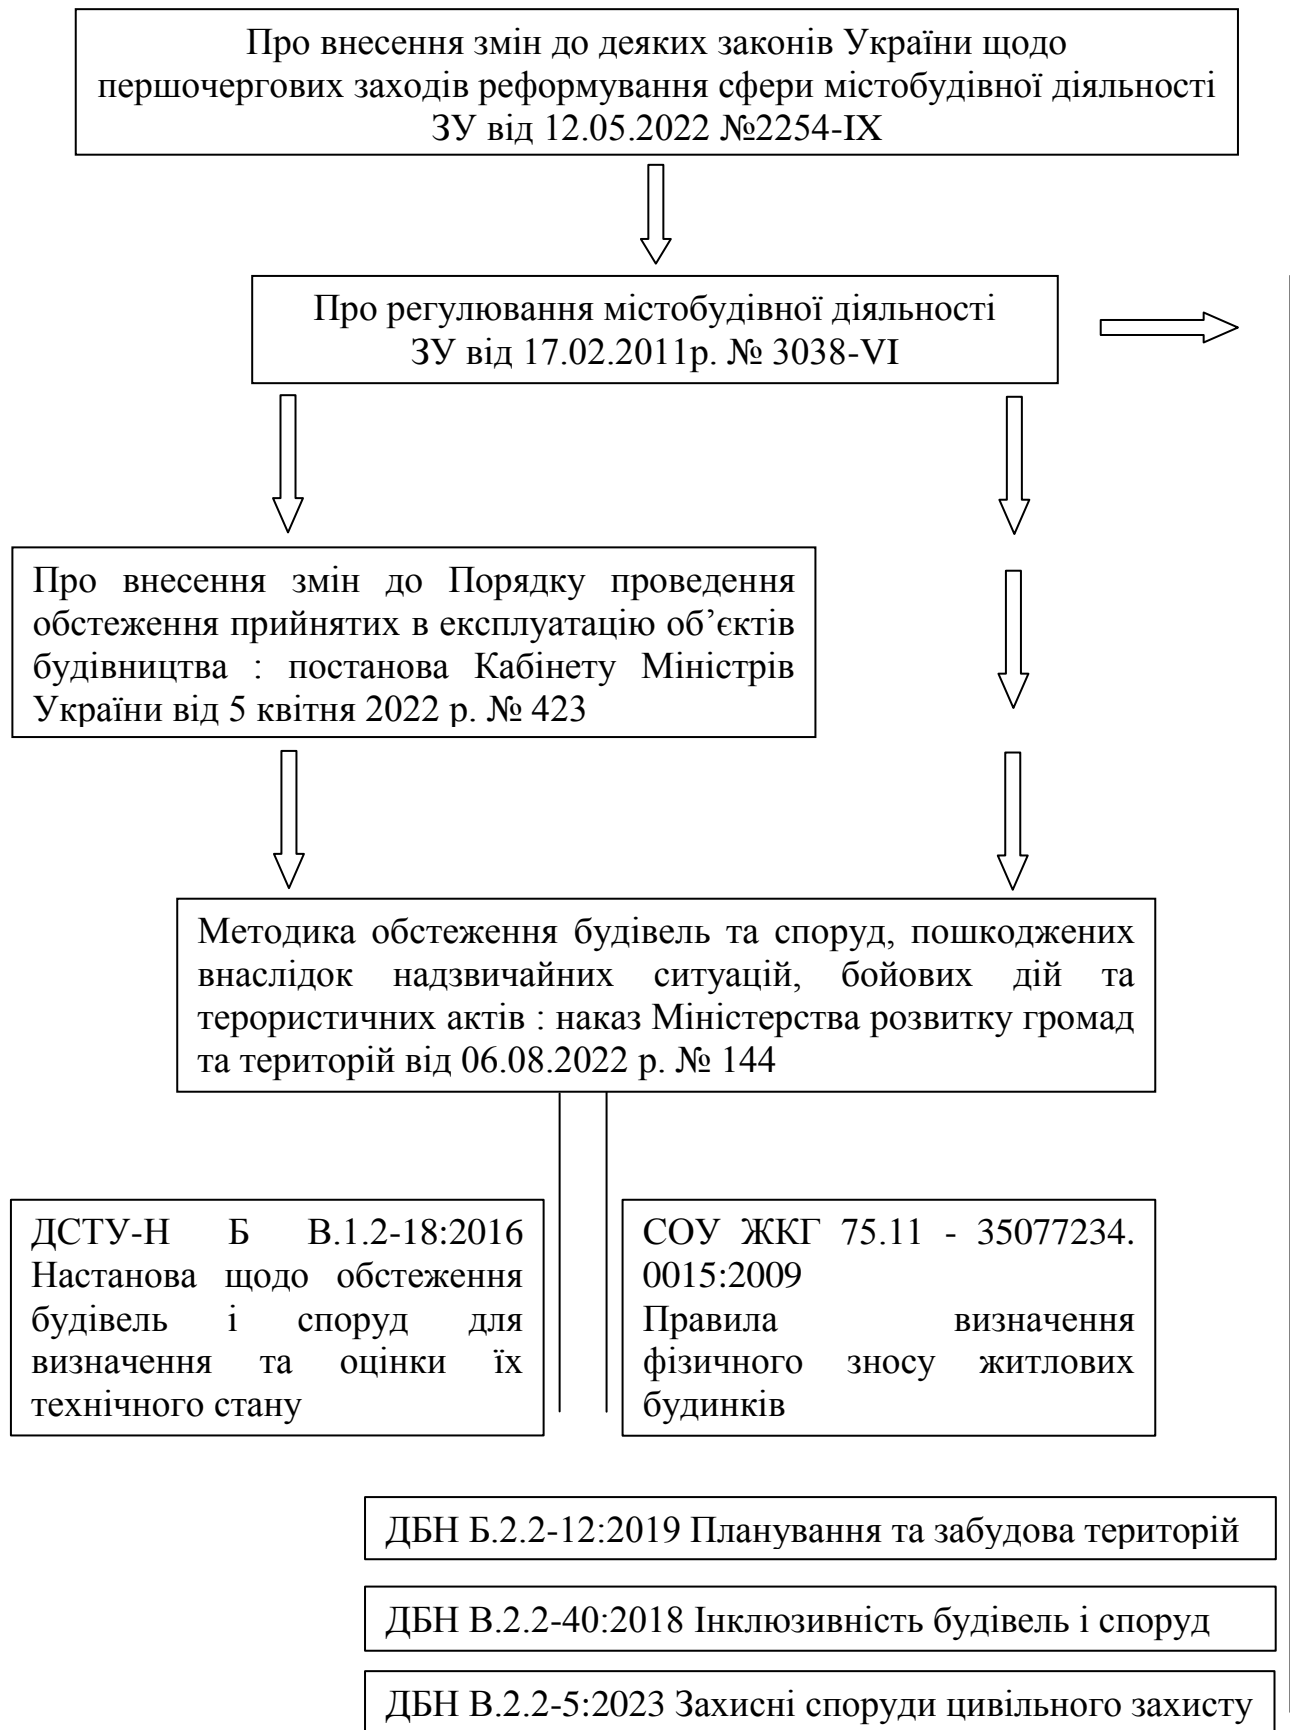 Про внесення змін до деяких законів України щодо
першочергових заходів реформування сфери містобудівної діяльності
ЗУ від 12.05.2022 №2254-IX
Про регулювання містобудівної діяльності
ЗУ від 17.02.2011р. № 3038-VI
Про внесення змін до Порядку проведення
обстеження прийнятих в експлуатацію об’єктів
будівництва : постанова Кабінету Міністрів
України від 5 квітня 2022 р. № 423
Методика обстеження будівель та споруд, пошкоджених
внаслідок надзвичайних ситуацій, бойових дій та
терористичних актів : наказ Міністерства розвитку громад
та територій від 06.08.2022 р. № 144
ДСТУ-Н Б В.1.2-18:2016
Настанова щодо обстеження
будівель і споруд для
визначення та оцінки їх
технічного стану
СОУ ЖКГ 75.11 - 35077234.
0015:2009
Правила визначення
фізичного зносу житлових
будинків
ДБН Б.2.2-12:2019 Планування та забудова територій
ДБН В.2.2-40:2018 Інклюзивність будівель і споруд
ДБН В.2.2-5:2023 Захисні споруди цивільного захисту